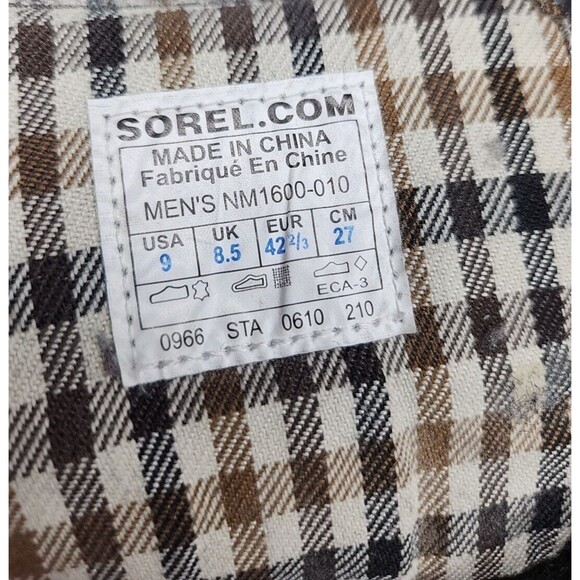 SOREL.COM
MADE IN CHINA
Fabriqué En Chine
MEN'S NM1600-010
USA UK EUR CM
9 8.5 42 2/3 27
ECA-3
0966 STA 0610 210